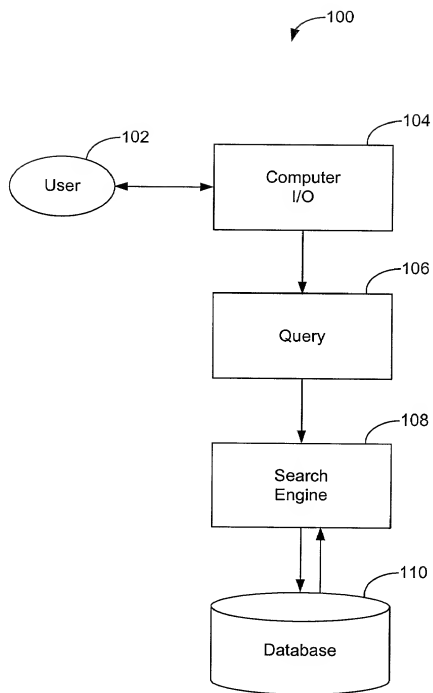 100
102
104
User
Computer
I/O
106
Query
108
Search
Engine
110
Database